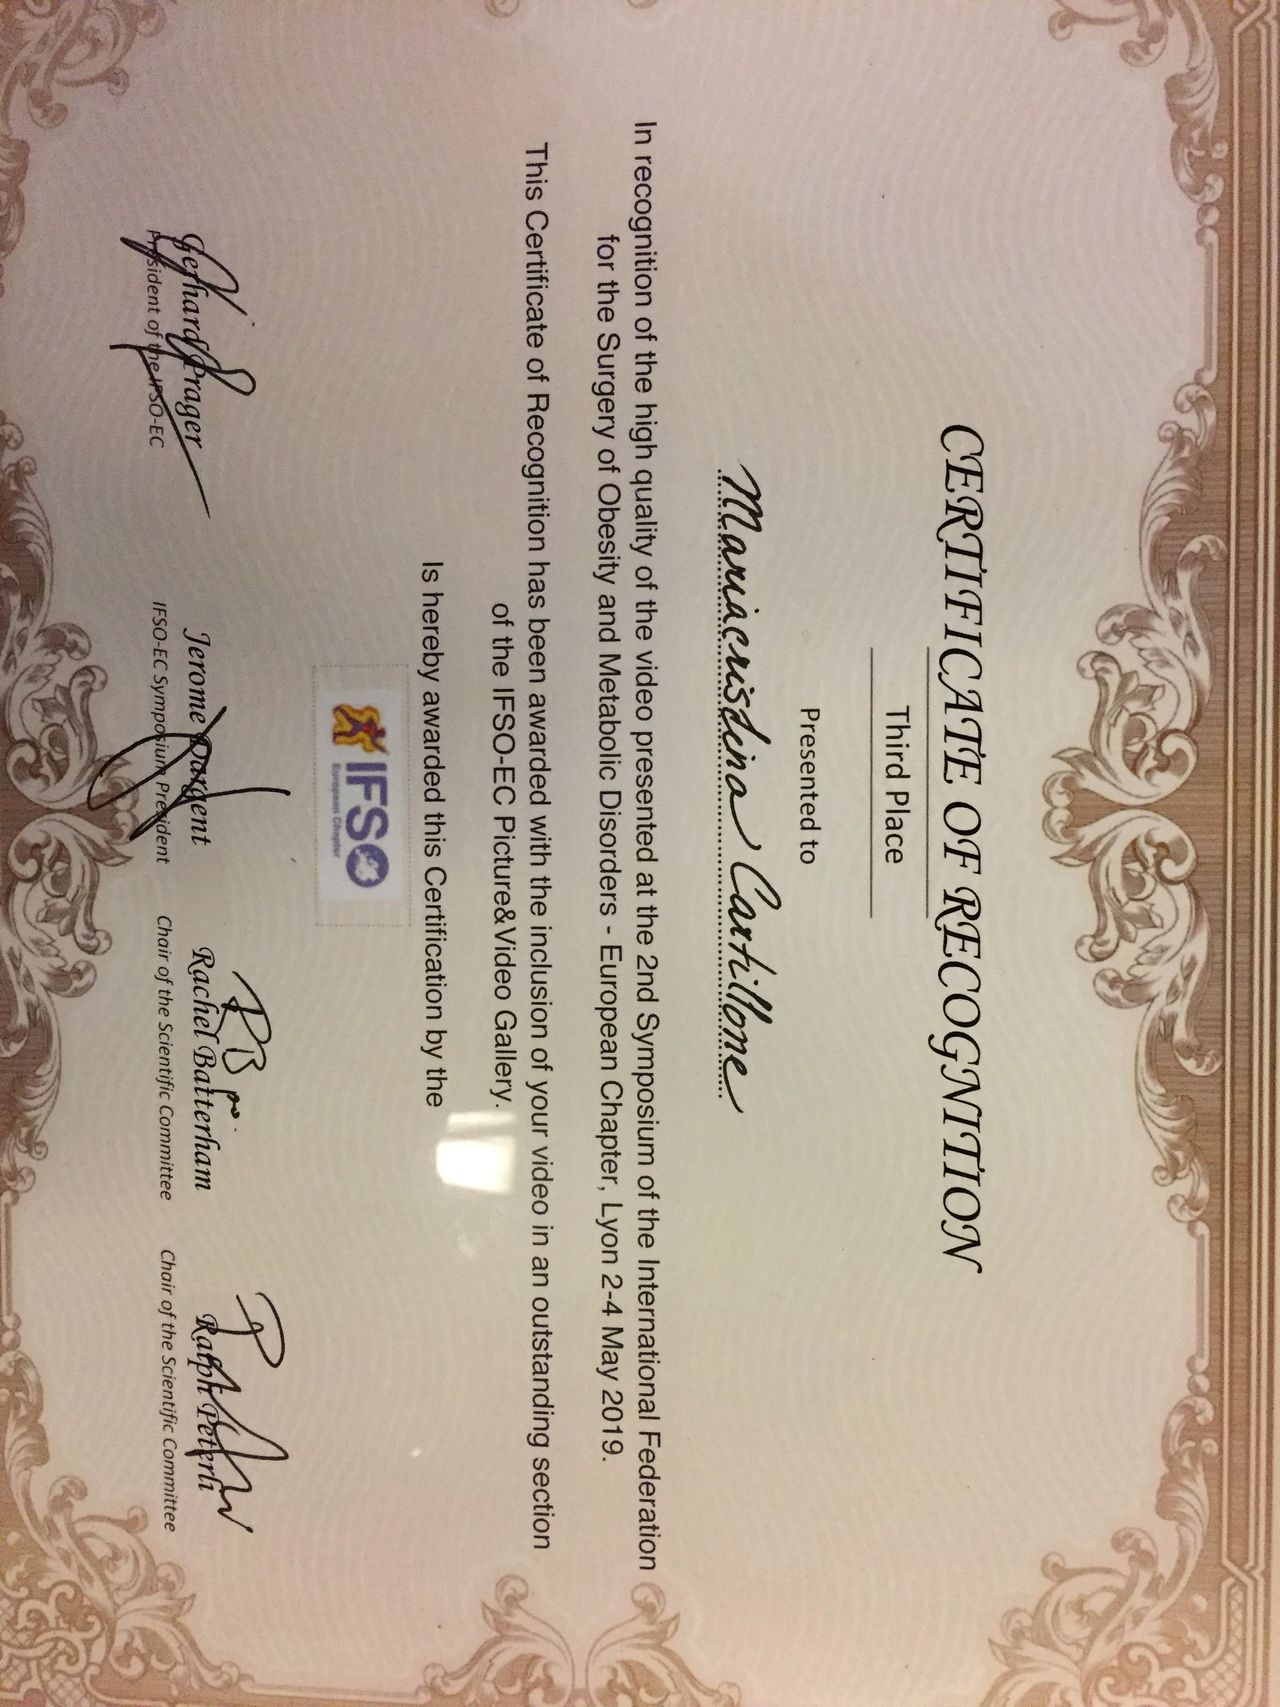 CERTIFICATE OF RECOGNITION
Third Place
Presented to
Mariacristina Cartillone
In recognition of the high quality of the video presented at the 2nd Symposium of the International Federation
for the Surgery of Obesity and Metabolic Disorders - European Chapter, Lyon 2-4 May 2019.
This Certificate of Recognition has been awarded with the inclusion of your video in an outstanding section
of the IFSO-EC Picture&Video Gallery.
Is hereby awarded this Certification by the
IFSO
European Chapter
Gerhard Prager
President of the IFSO-EC
Jerome Dargent
IFSO-EC Symposium President
Rachel Batterham
Chair of the Scientific Committee
Ralph Peterli
Chair of the Scientific Committee